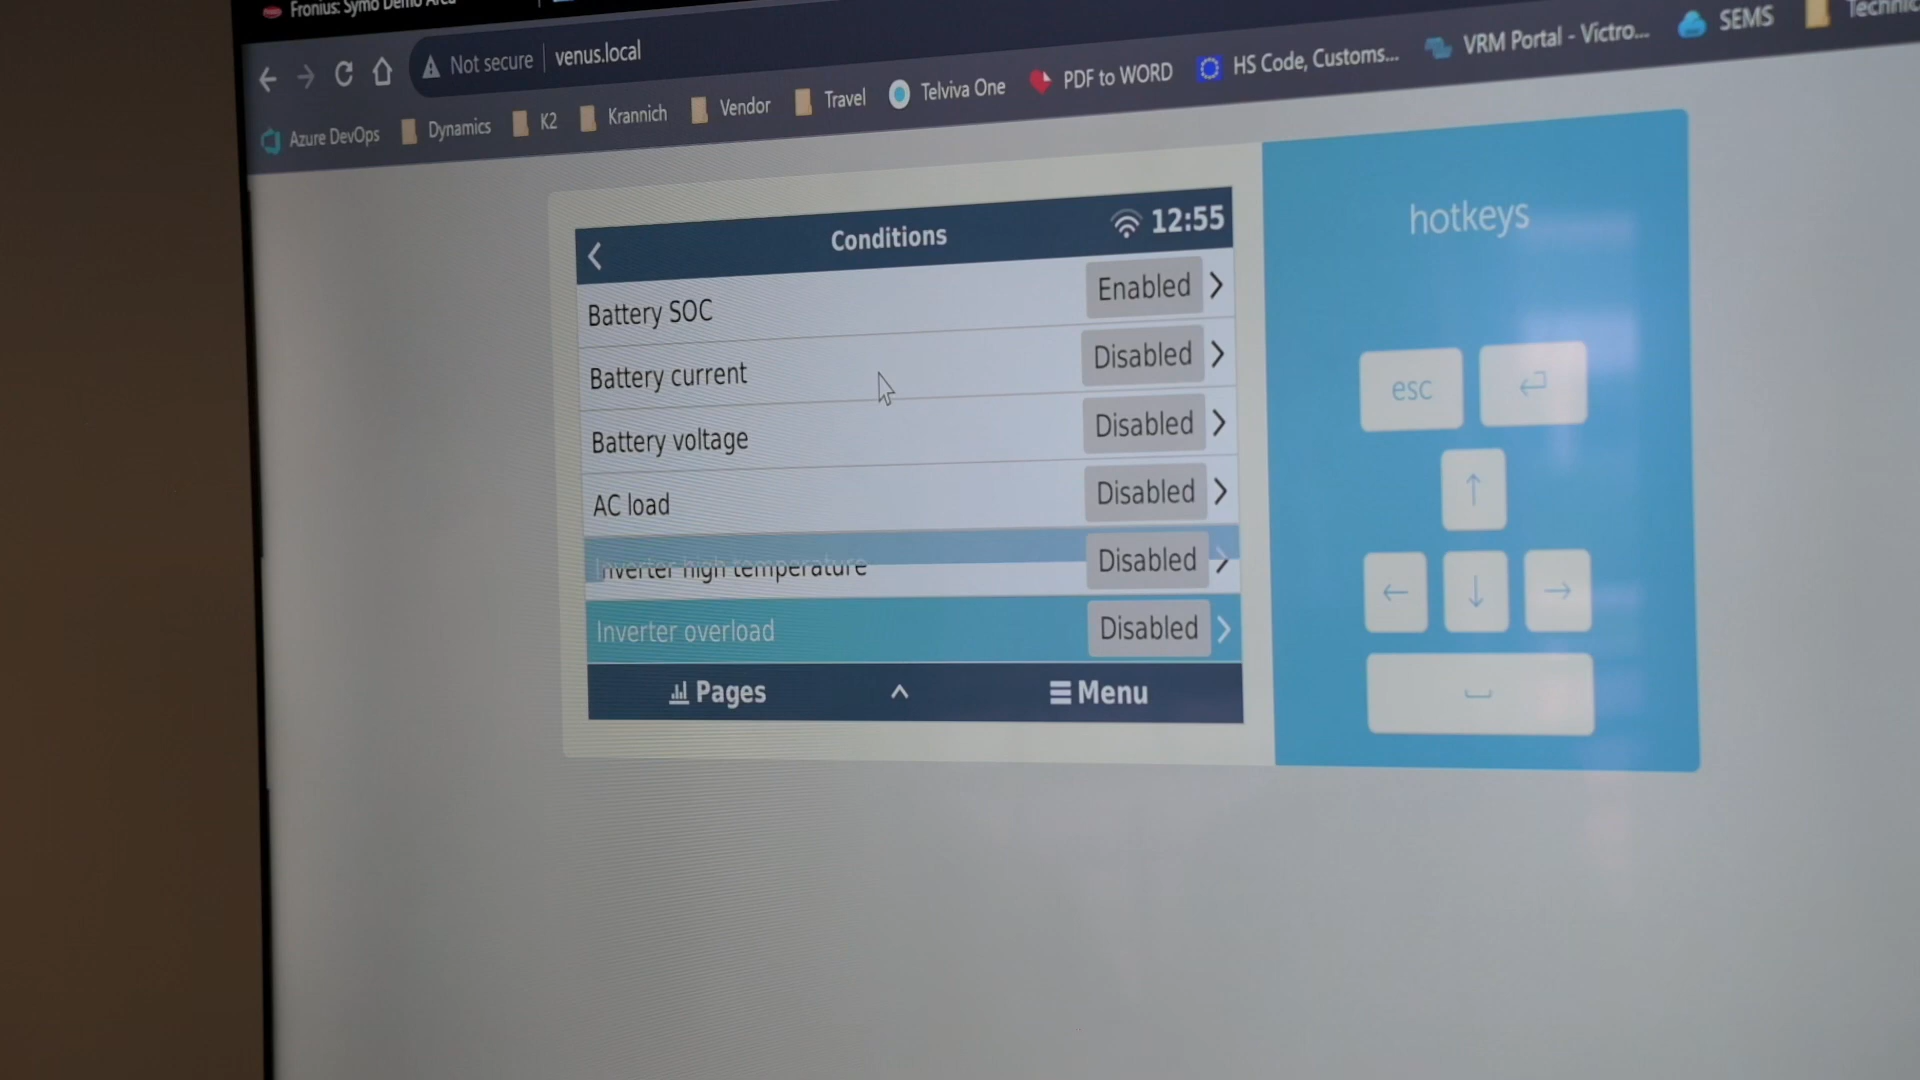 Fronius: Symo Demo Area
Not secure venus.local
Azure DevOps Dynamics K2 Krannich Vendor Travel Telviva One PDF to WORD HS Code, Customs... VRM Portal - Victro... SEMS
Conditions 12:55
Battery SOC Enabled
Battery current Disabled
Battery voltage Disabled
AC load Disabled
Inverter high temperature Disabled
Inverter overload Disabled
Pages Menu
hotkeys
esc